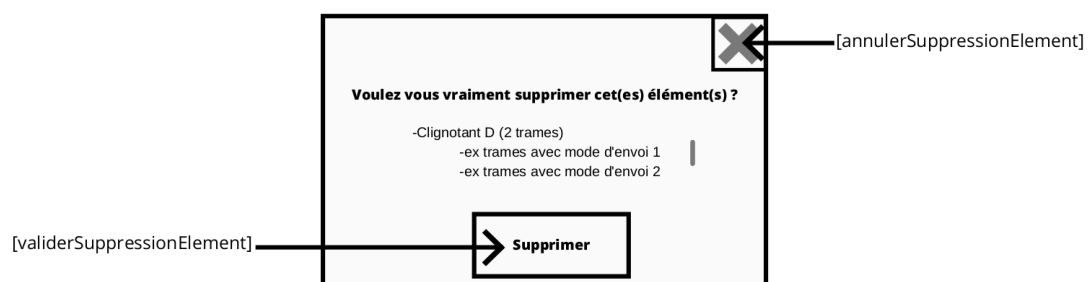 [annulerSuppressionElement]
Voulez vous vraiment supprimer cet(es) élément(s) ?
-Clignotant D (2 trames)
-ex trames avec mode d'envoi 1
-ex trames avec mode d'envoi 2
[validerSuppressionElement]
Supprimer